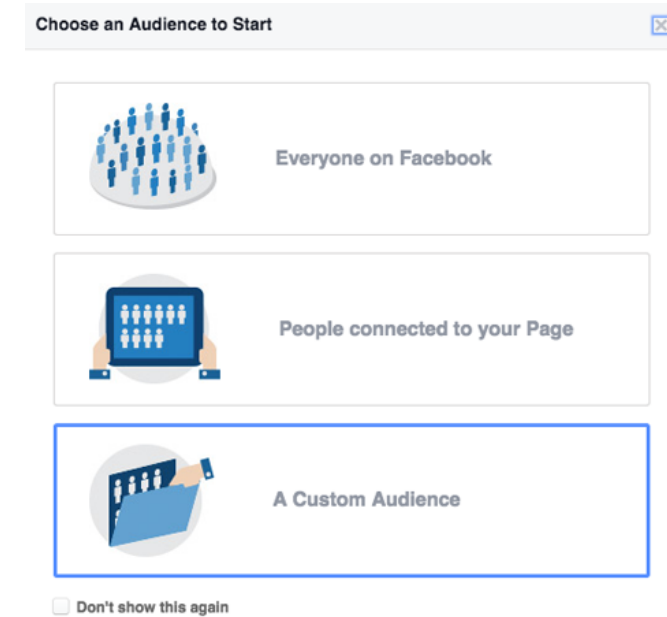 Choose an Audience to Start
Everyone on Facebook
People connected to your Page
A Custom Audience
Don't show this again